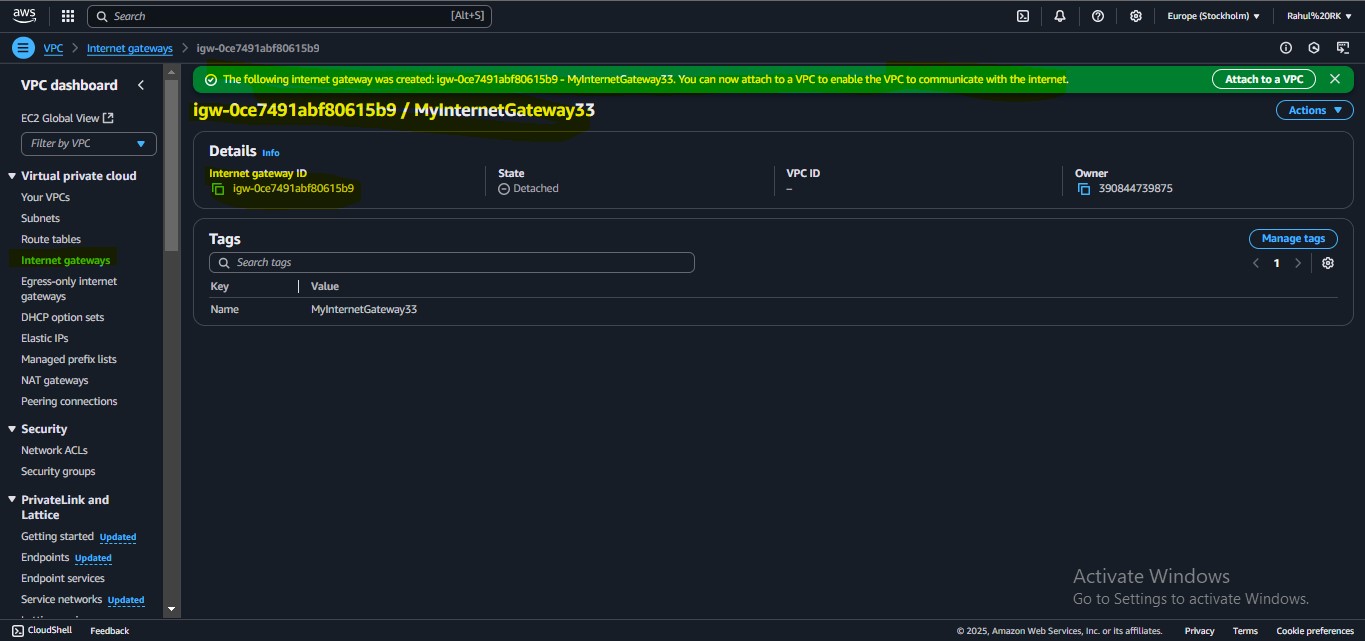 aws
Search [Alt+S]
Europe (Stockholm) ▼
Rahul%20RK ▼
VPC > Internet gateways > igw-0ce7491abf80615b9
VPC dashboard
EC2 Global View
Filter by VPC
Virtual private cloud
Your VPCs
Subnets
Route tables
Internet gateways
Egress-only internet
gateways
DHCP option sets
Elastic IPs
Managed prefix lists
NAT gateways
Peering connections
Security
Network ACLs
Security groups
PrivateLink and
Lattice
Getting started Updated
Endpoints Updated
Endpoint services
Service networks Updated
The following internet gateway was created: igw-0ce7491abf80615b9 - MyInternetGateway33. You can now attach to a VPC to enable the VPC to communicate with the internet.
Attach to a VPC
igw-0ce7491abf80615b9 / MyInternetGateway33
Actions ▼
Details Info
Internet gateway ID
igw-0ce7491abf80615b9
State
Detached
VPC ID
–
Owner
390844739875
Tags
Manage tags
Search tags
1
Key Value
Name MyInternetGateway33
Activate Windows
Go to Settings to activate Windows.
CloudShell Feedback
© 2025, Amazon Web Services, Inc. or its affiliates. Privacy Terms Cookie preferences